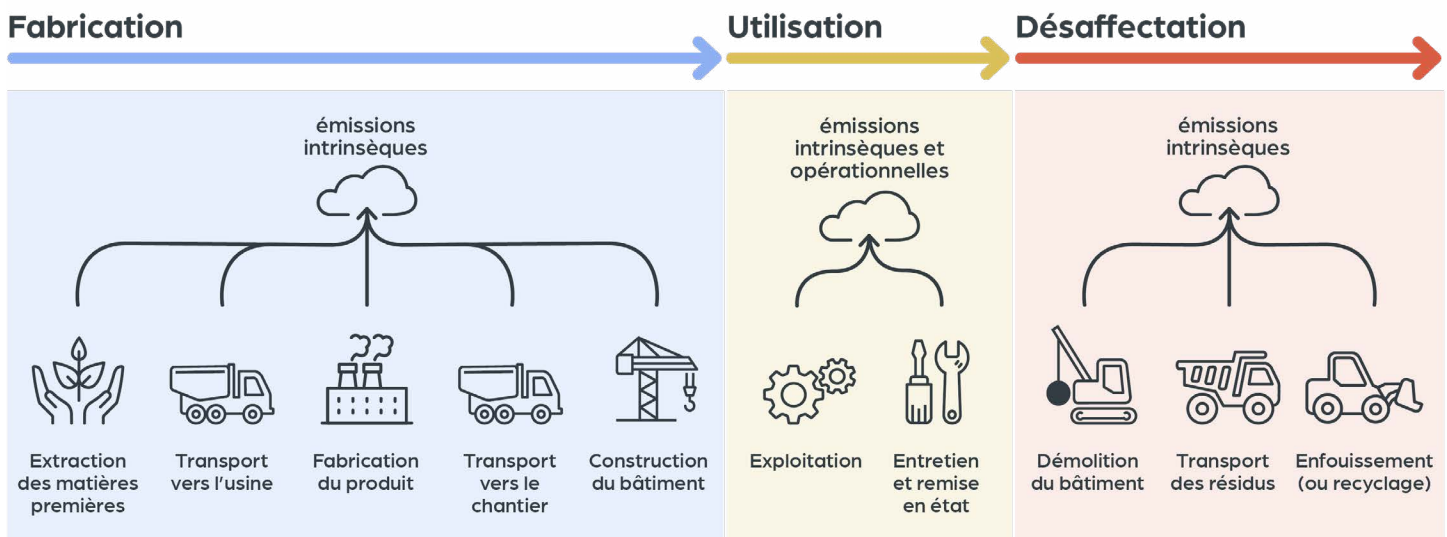 Fabrication
Utilisation
Désaffectation
émissions
intrinsèques
émissions
intrinsèques et
opérationnelles
émissions
intrinsèques
Extraction
des matières
premières
Transport
vers l'usine
Fabrication
du produit
Transport
vers le
chantier
Construction
du bâtiment
Exploitation
Entretien
et remise
en état
Démolition
du bâtiment
Transport
des résidus
Enfouissement
(ou recyclage)